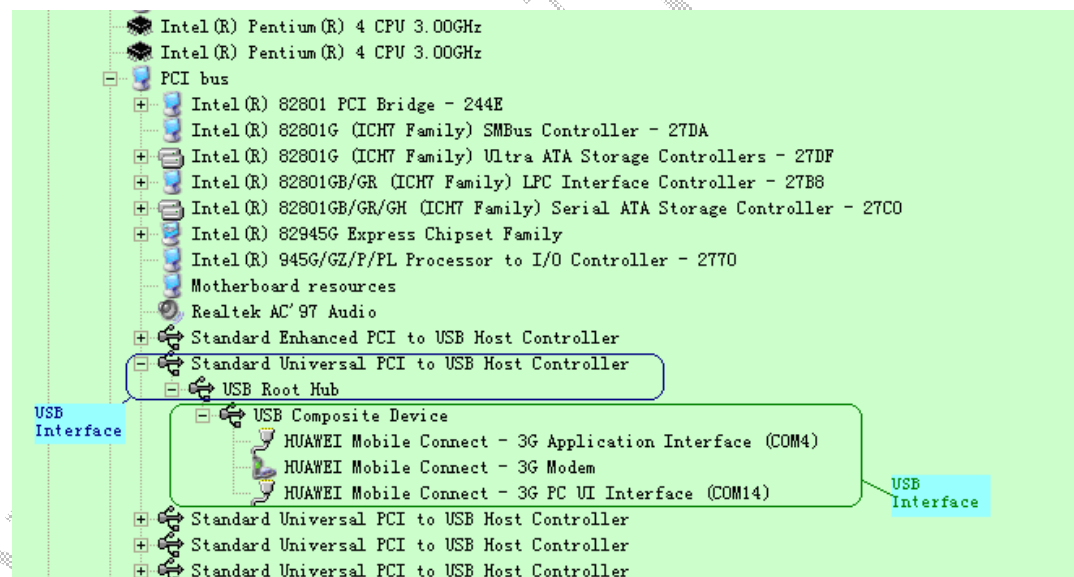 Intel(R) Pentium(R) 4 CPU 3.00GHz
Intel(R) Pentium(R) 4 CPU 3.00GHz
PCI bus
Intel(R) 82801 PCI Bridge - 244E
Intel(R) 82801G (ICH7 Family) SMBus Controller - 27DA
Intel(R) 82801G (ICH7 Family) Ultra ATA Storage Controllers - 27DF
Intel(R) 82801GB/GR (ICH7 Family) LPC Interface Controller - 27B8
Intel(R) 82801GB/GR/GH (ICH7 Family) Serial ATA Storage Controller - 27C0
Intel(R) 82945G Express Chipset Family
Intel(R) 945G/GZ/P/PL Processor to I/O Controller - 2770
Motherboard resources
Realtek AC'97 Audio
Standard Enhanced PCI to USB Host Controller
Standard Universal PCI to USB Host Controller
USB Root Hub
USB
Interface
USB Composite Device
HUAWEI Mobile Connect - 3G Application Interface (COM4)
HUAWEI Mobile Connect - 3G Modem
HUAWEI Mobile Connect - 3G PC UI Interface (COM14)
USB
Interface
Standard Universal PCI to USB Host Controller
Standard Universal PCI to USB Host Controller
Standard Universal PCI to USB Host Controller